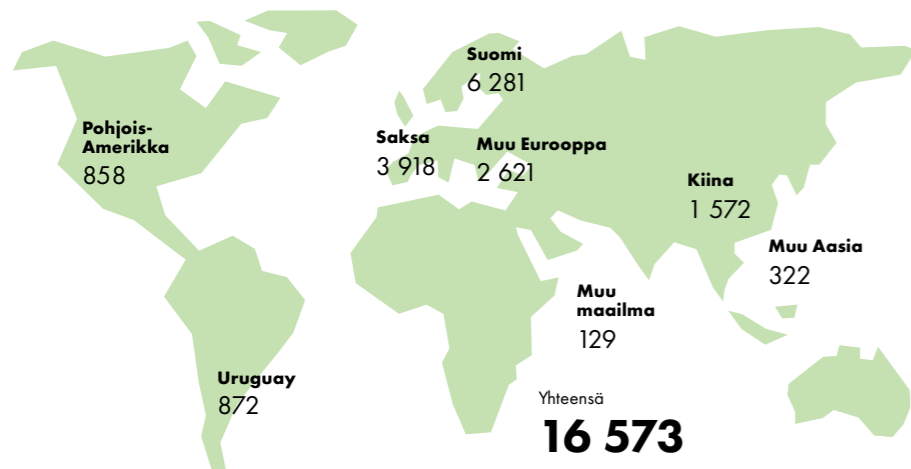 Suomi
6 281
Pohjois-
Amerikka
858
Saksa
3 918
Muu Eurooppa
2 621
Kiina
1 572
Muu Aasia
322
Muu
maailma
129
Uruguay
872
Yhteensä
16 573